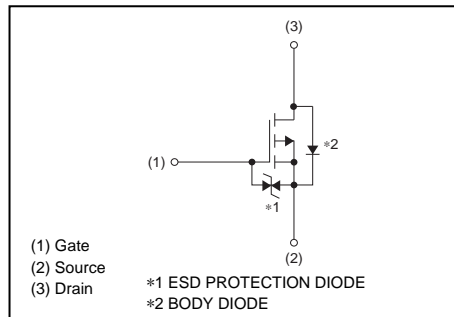 (3)
*2
(1)
*1
(2)
(1) Gate
(2) Source
(3) Drain
*1 ESD PROTECTION DIODE
*2 BODY DIODE